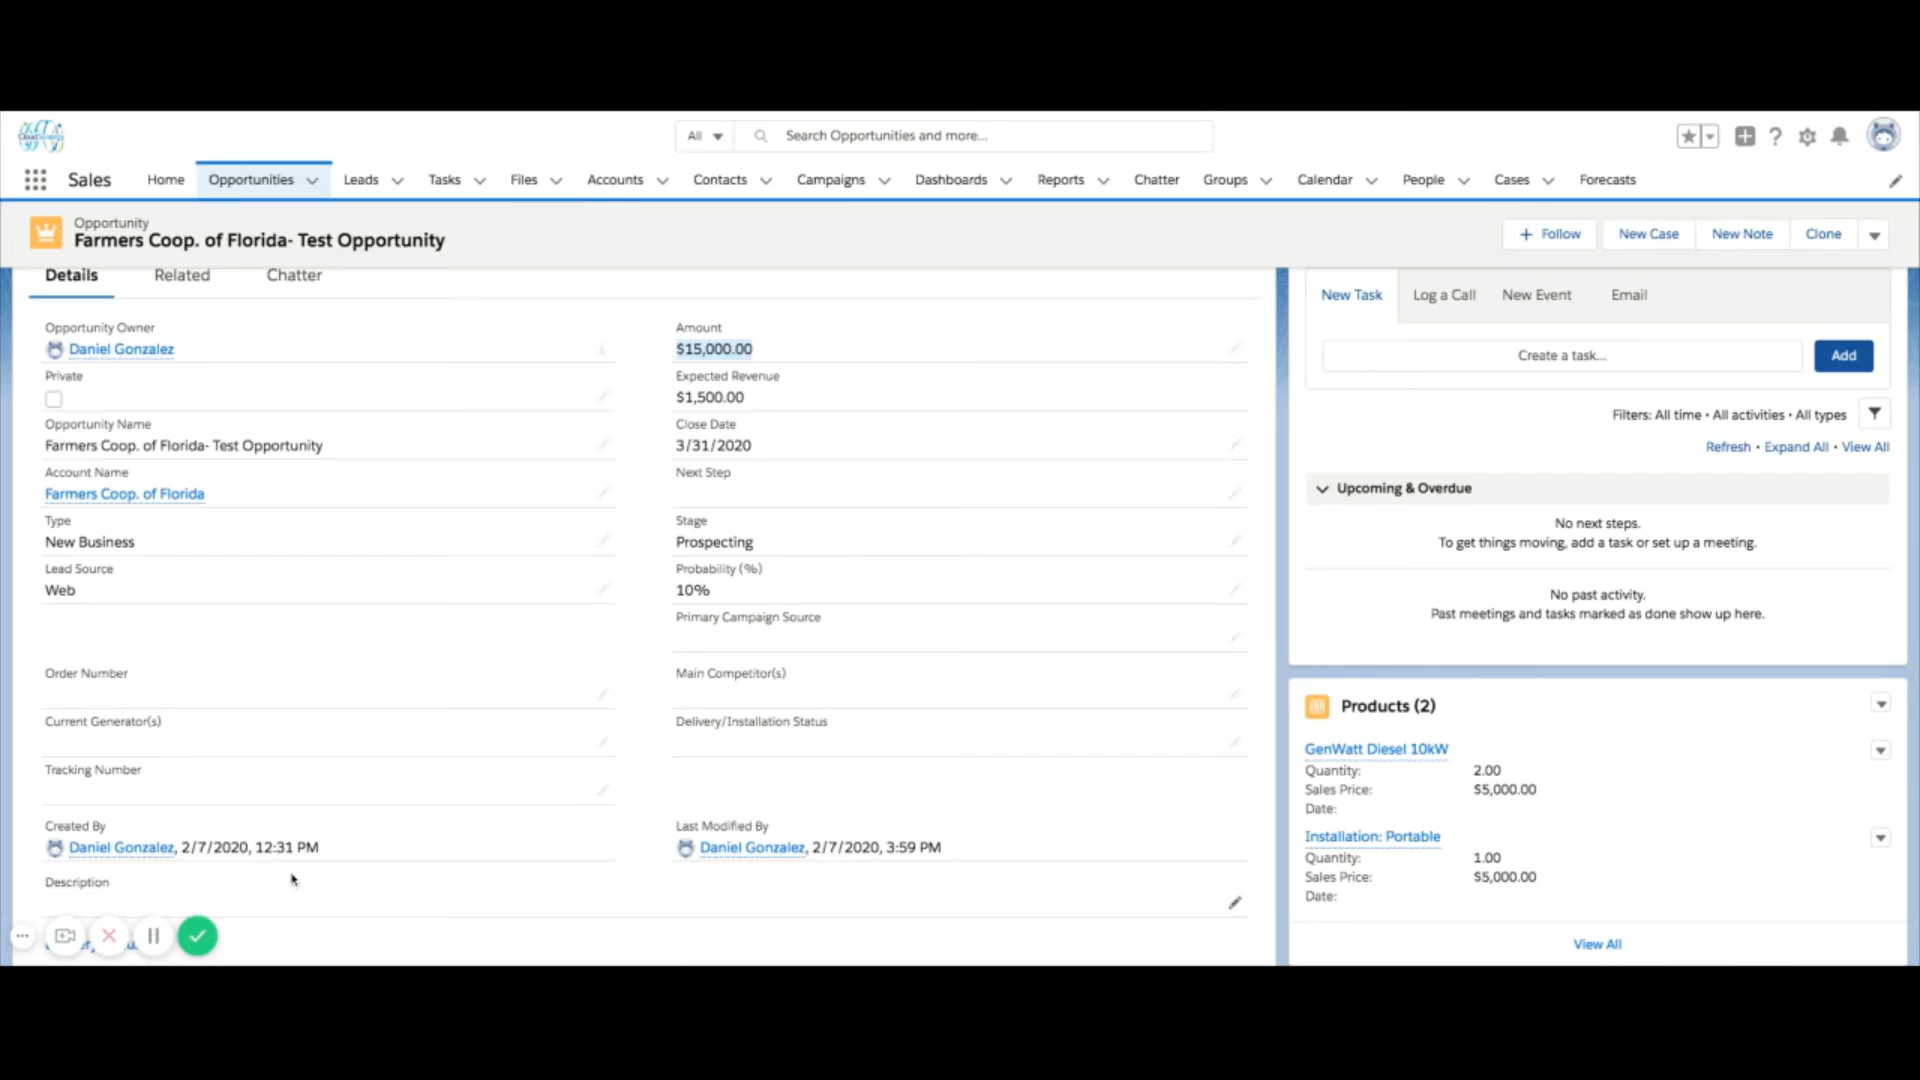 All
Search Opportunities and more...
Sales
Home
Opportunities
Leads
Tasks
Files
Accounts
Contacts
Campaigns
Dashboards
Reports
Chatter
Groups
Calendar
People
Cases
Forecasts
Opportunity
Farmers Coop. of Florida- Test Opportunity
+ Follow
New Case
New Note
Clone
Details
Related
Chatter
Opportunity Owner
Daniel Gonzalez
Private
Opportunity Name
Farmers Coop. of Florida- Test Opportunity
Account Name
Farmers Coop. of Florida
Type
New Business
Lead Source
Web
Order Number
Current Generator(s)
Tracking Number
Created By
Daniel Gonzalez, 2/7/2020, 12:31 PM
Description
Amount
$15,000.00
Expected Revenue
$1,500.00
Close Date
3/31/2020
Next Step
Stage
Prospecting
Probability (%)
10%
Primary Campaign Source
Main Competitor(s)
Delivery/Installation Status
Last Modified By
Daniel Gonzalez, 2/7/2020, 3:59 PM
New Task
Log a Call
New Event
Email
Create a task...
Add
Filters: All time • All activities • All types
Refresh • Expand All • View All
Upcoming & Overdue
No next steps.
To get things moving, add a task or set up a meeting.
No past activity.
Past meetings and tasks marked as done show up here.
Products (2)
GenWatt Diesel 10kW
Quantity: 2.00
Sales Price: $5,000.00
Date:
Installation: Portable
Quantity: 1.00
Sales Price: $5,000.00
Date:
View All